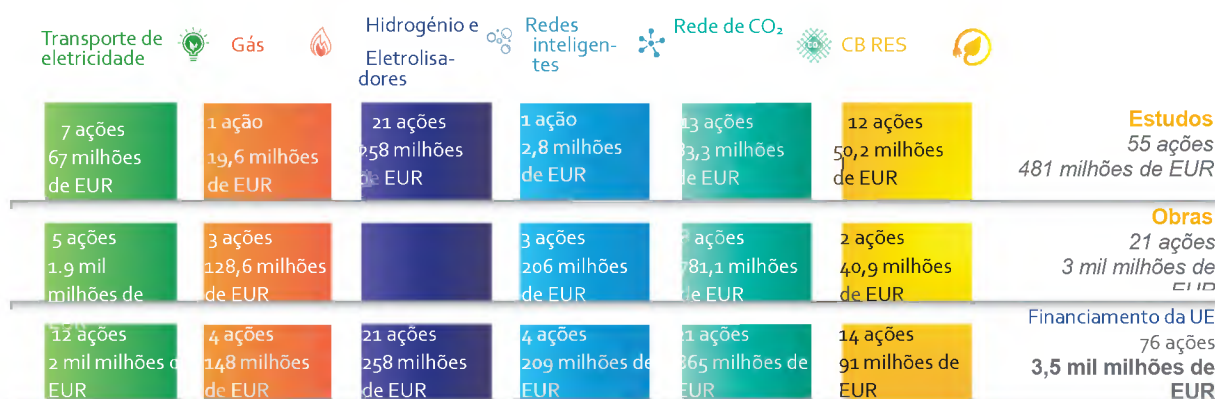 Transporte de
eletricidade
Gás
Hidrogénio e
Eletrolisa-
dores
Redes
inteligen-
tes
Rede de CO₂
CB RES
7 ações
67 milhões
de EUR
1 ação
19,6 milhões
de EUR
21 ações
258 milhões
de EUR
1 ação
2,8 milhões
de EUR
13 ações
83,3 milhões
de EUR
12 ações
50,2 milhões
de EUR
Estudos
55 ações
481 milhões de EUR
5 ações
1.9 mil
milhões de
3 ações
128,6 milhões
de EUR
3 ações
206 milhões
de EUR
ações
781,1 milhões
de EUR
2 ações
40,9 milhões
de EUR
Obras
21 ações
3 mil milhões de
EUR
12 ações
2 mil milhões d
EUR
4 ações
148 milhões
de EUR
21 ações
258 milhões
de EUR
4 ações
209 milhões de
EUR
21 ações
865 milhões de
EUR
14 ações
91 milhões de
EUR
Financiamento da UE
76 ações
3,5 mil milhões de
EUR